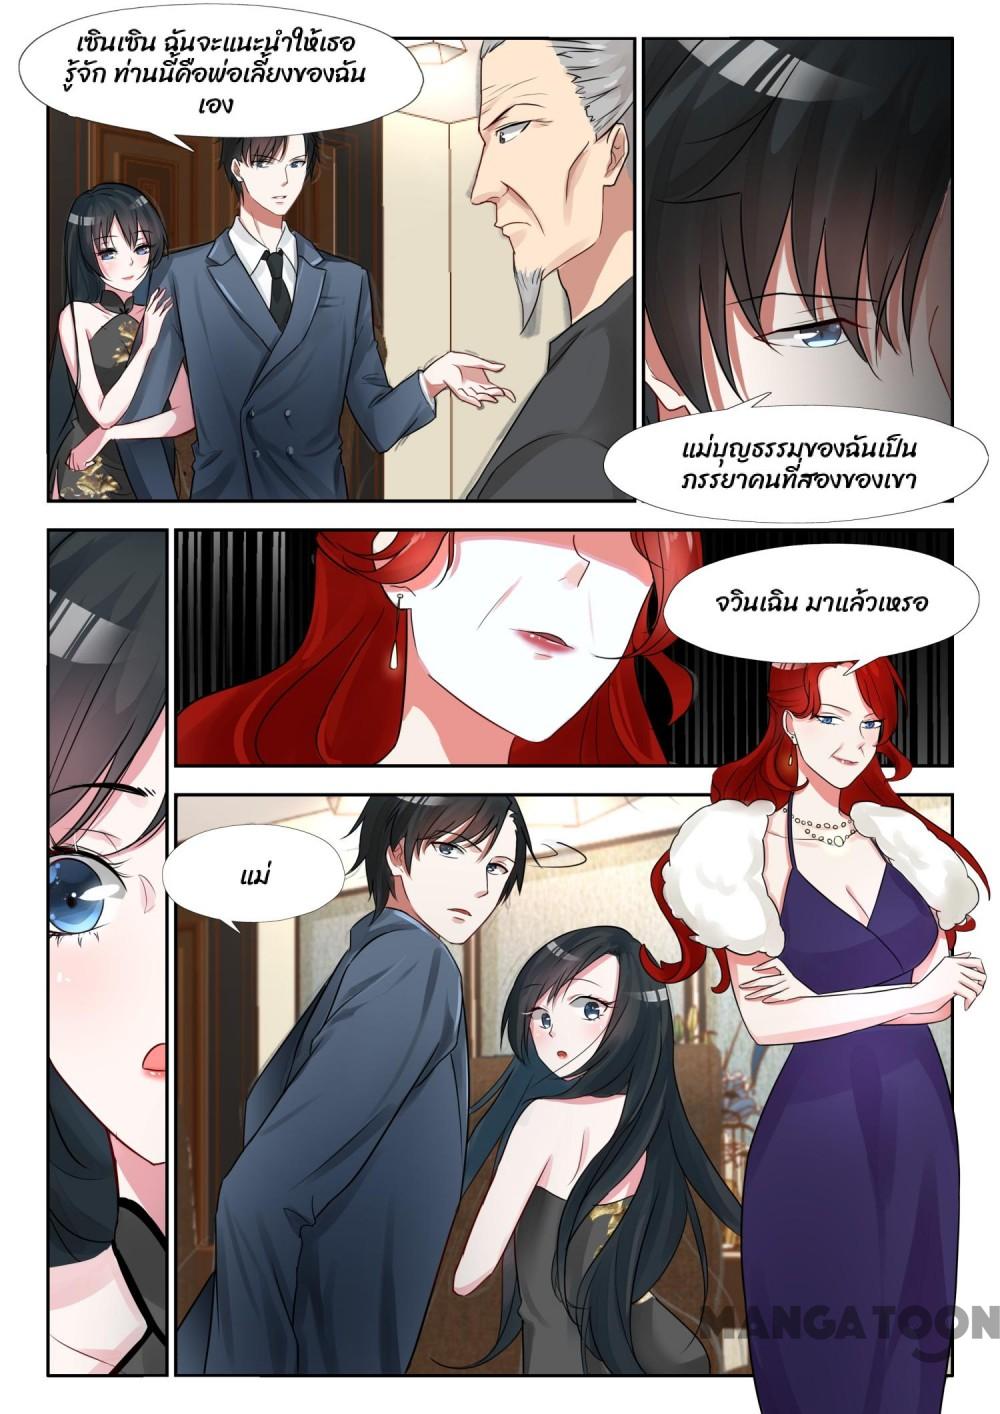 เซินเซิน ฉันจะแนะนำให้เธอ
รู้จัก ท่านนี้คือพ่อเลี้ยงของฉัน
เอง
แม่บุญธรรมของฉันเป็น
ภรรยาคนที่สองของเขา
จวินเฉิน มาแล้วเหรอ
แม่
MANGATOON